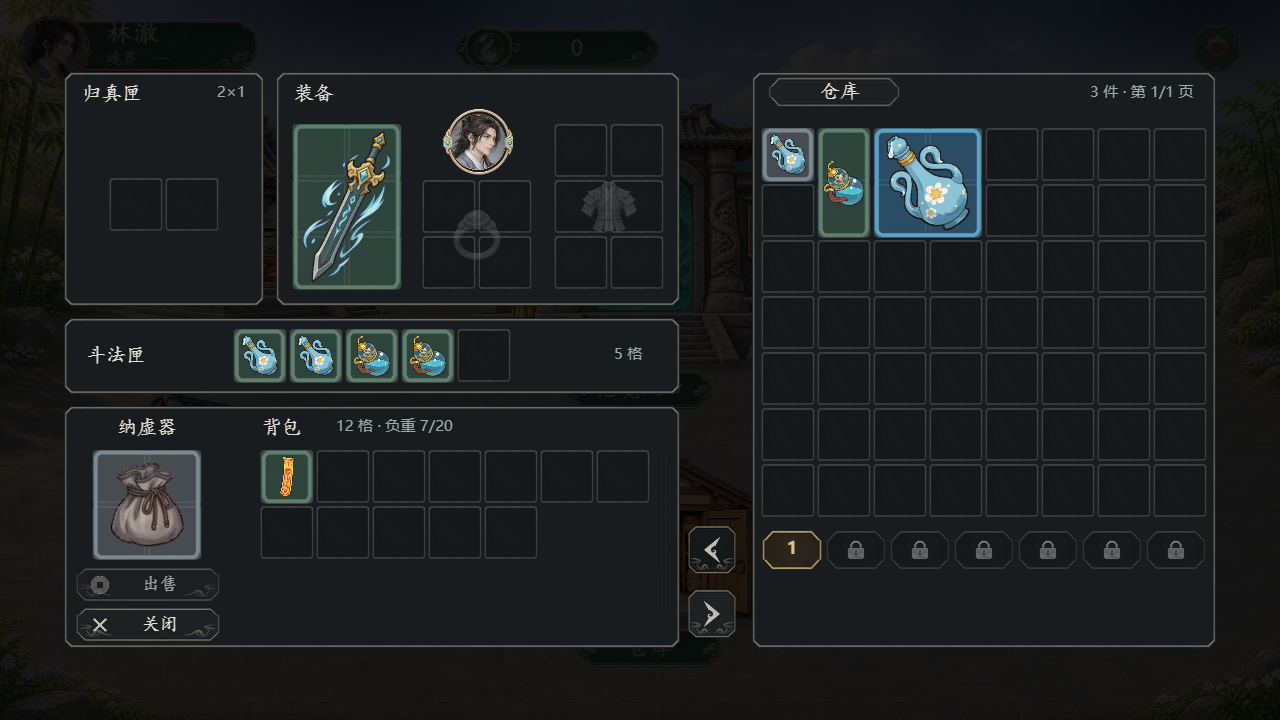 林澈
境界 一
0
归真匣 2×1
装备
仓库 3 件 · 第 1/1 页
斗法匣 5 格
纳虚器
背包 12 格 · 负重 7/20
出售
关闭
1
仓库